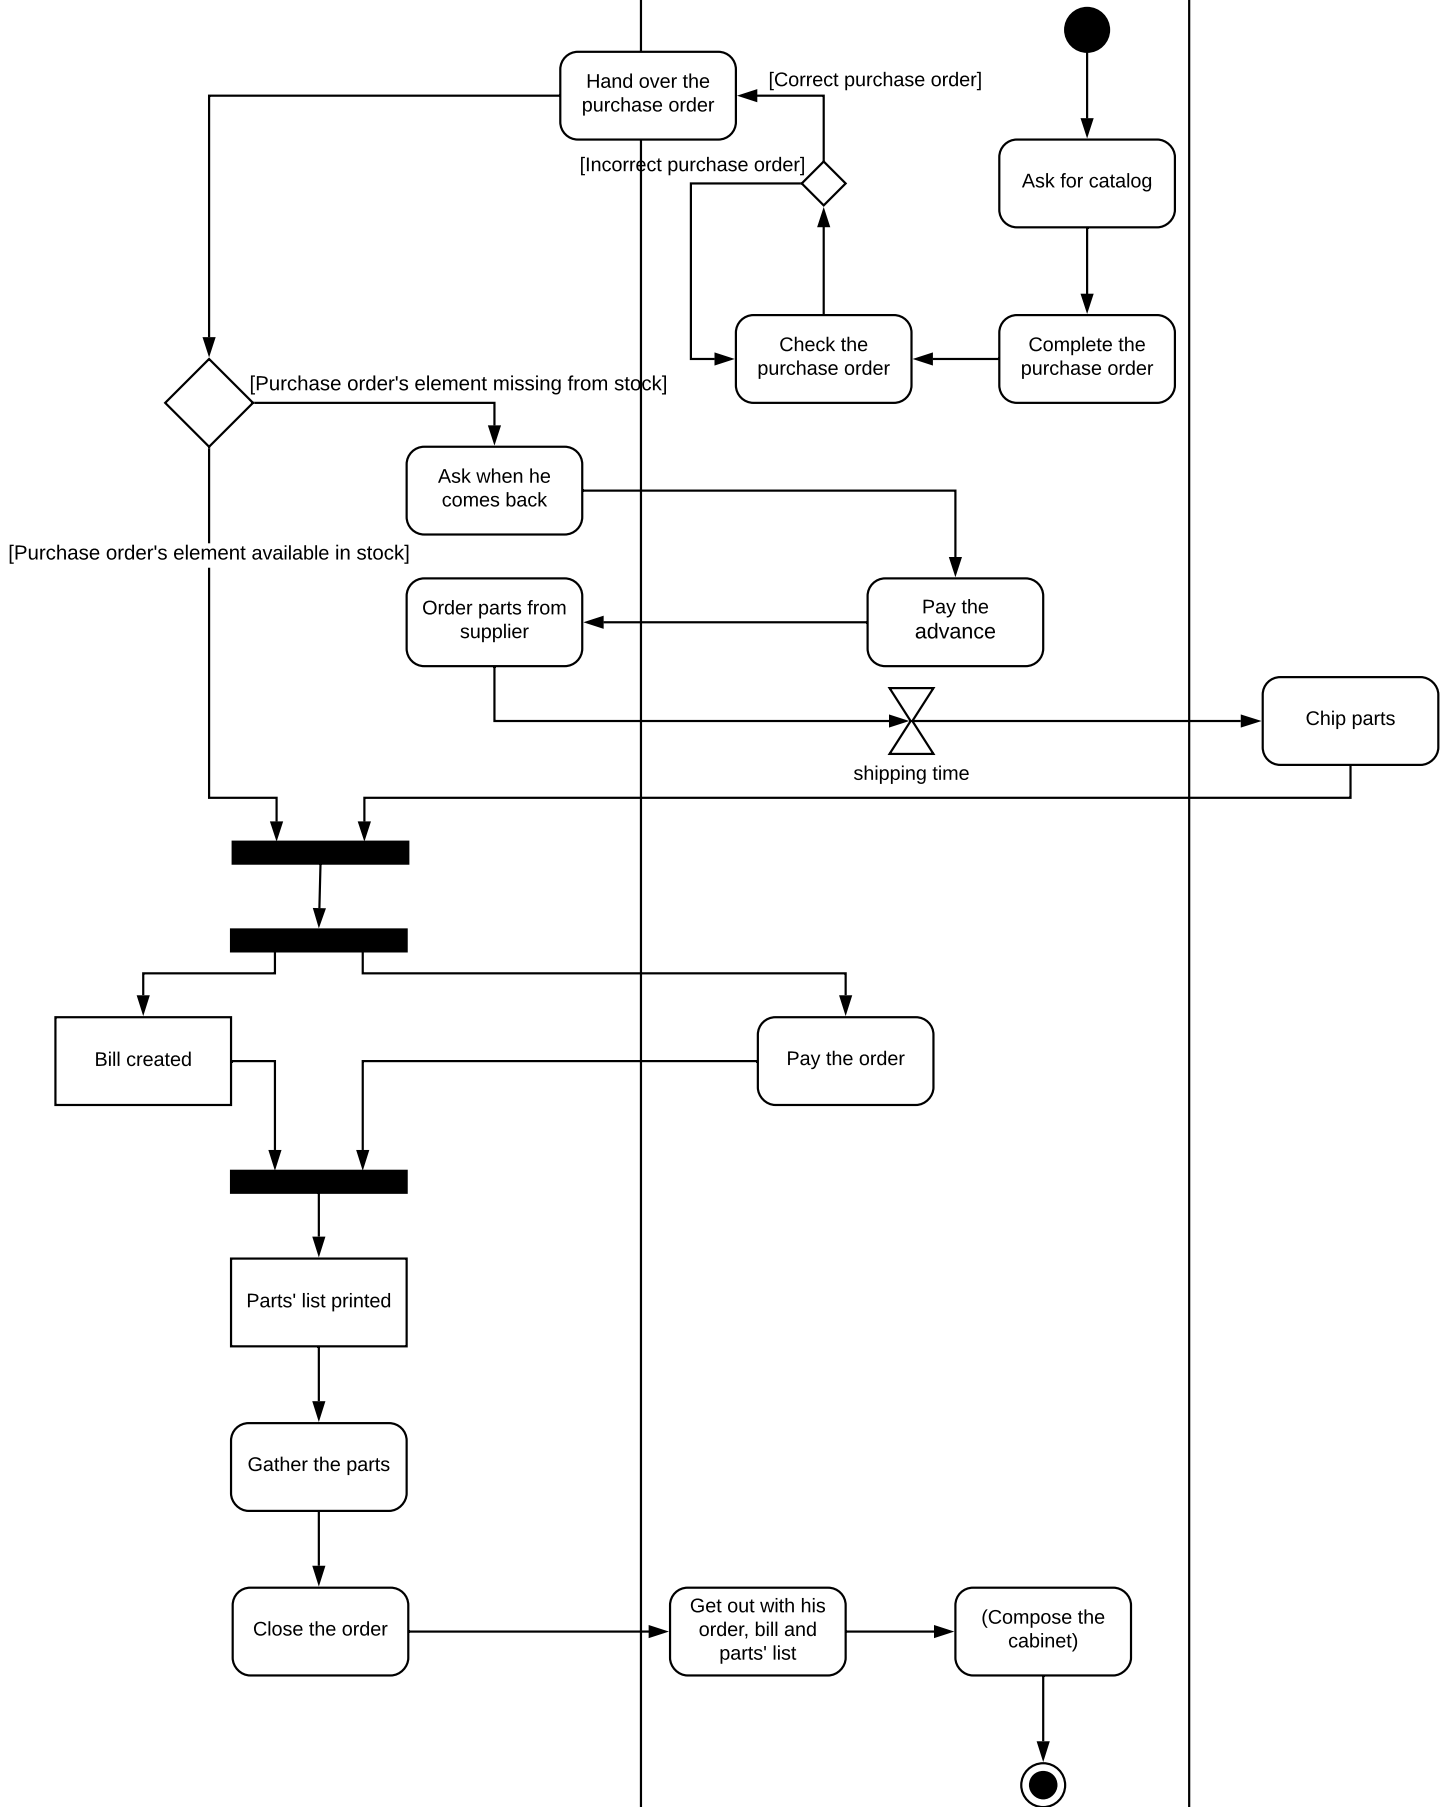 Hand over the
purchase order
[Correct purchase order]
[Incorrect purchase order]
Ask for catalog
Check the
purchase order
Complete the
purchase order
[Purchase order's element missing from stock]
Ask when he
comes back
[Purchase order's element available in stock]
Order parts from
supplier
Pay the
advance
Chip parts
shipping time
Bill created
Pay the order
Parts' list printed
Gather the parts
Close the order
Get out with his
order, bill and
parts' list
(Compose the
cabinet)